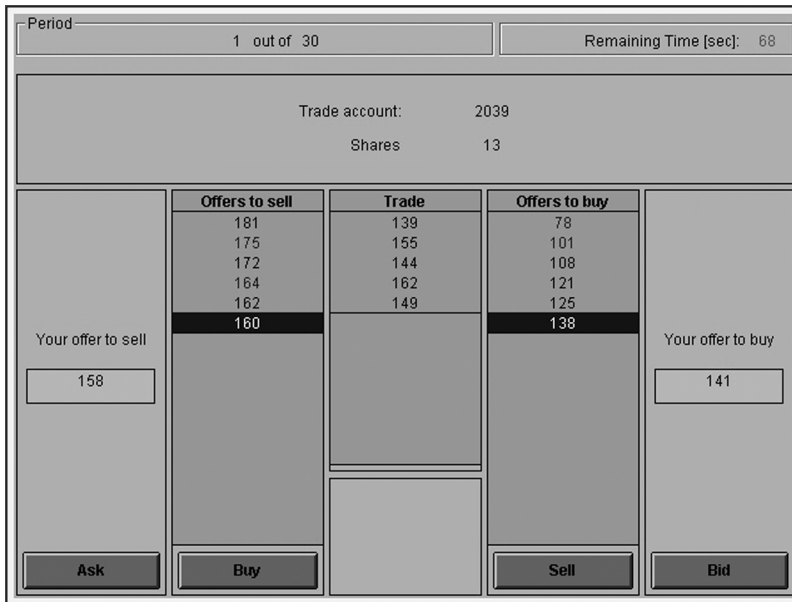 Period
1 out of 30
Remaining Time [sec]: 68
Trade account: 2039
Shares 13
Offers to sell
181
175
172
164
162
160
Trade
139
155
144
162
149
Offers to buy
78
101
108
121
125
138
Your offer to sell
158
Your offer to buy
141
Ask
Buy
Sell
Bid